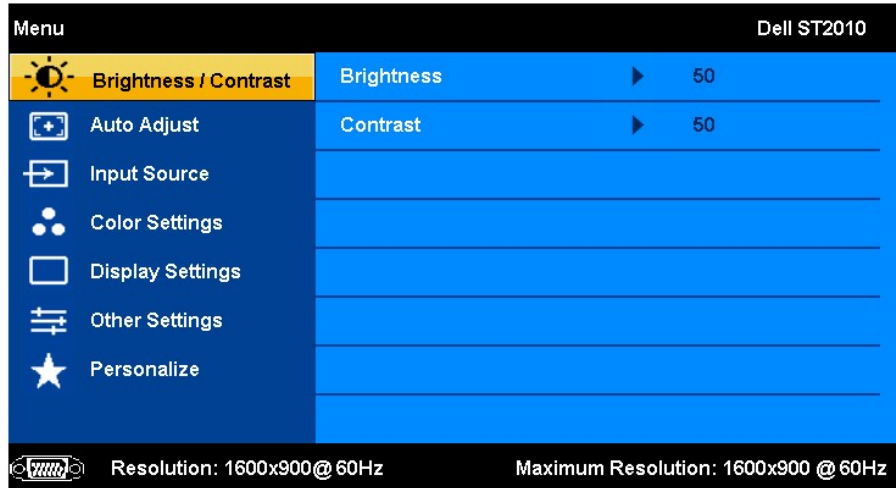 Menu Dell ST2010
Brightness / Contrast Brightness 50
Auto Adjust Contrast 50
Input Source
Color Settings
Display Settings
Other Settings
Personalize
Resolution: 1600x900@60Hz Maximum Resolution: 1600x900 @60Hz